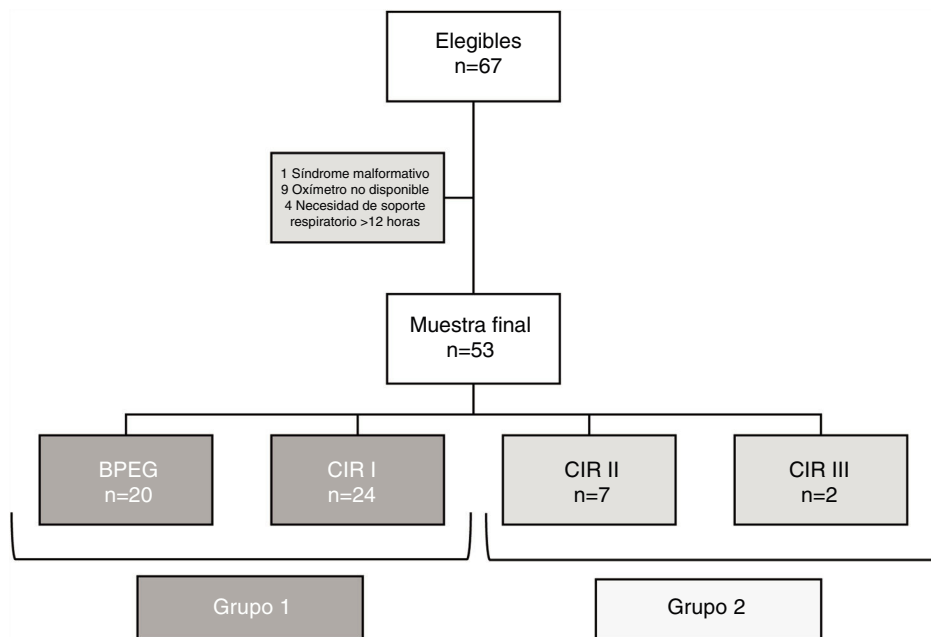 Elegibles
n=67
1 Síndrome malformativo
9 Oxímetro no disponible
4 Necesidad de soporte
respiratorio >12 horas
Muestra final
n=53
BPEG
n=20
CIR I
n=24
CIR II
n=7
CIR III
n=2
Grupo 1
Grupo 2